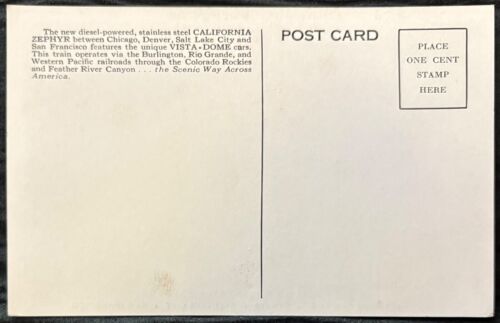 The new diesel-powered, stainless steel CALIFORNIA
ZEPHYR between Chicago, Denver, Salt Lake City and
San Francisco features the unique VISTA-DOME cars.
This train operates via the Burlington, Rio Grande, and
Western Pacific railroads through the Colorado Rockies
and Feather River Canyon . . . the Scenic Way Across
America.
POST CARD
PLACE
ONE CENT
STAMP
HERE